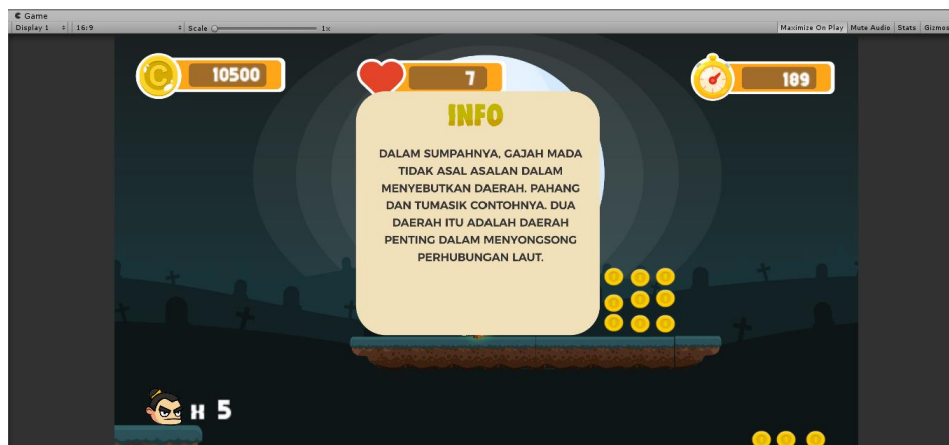 Game
Display 1 16:9 Scale 1x Maximize On Play Mute Audio Stats Gizmos
C 10500 7 189
INFO
DALAM SUMPAHNYA, GAJAH MADA
TIDAK ASAL ASALAN DALAM
MENYEBUTKAN DAERAH. PAHANG
DAN TUMASIK CONTOHNYA. DUA
DAERAH ITU ADALAH DAERAH
PENTING DALAM MENYONGSONG
PERHUBUNGAN LAUT.
X 5